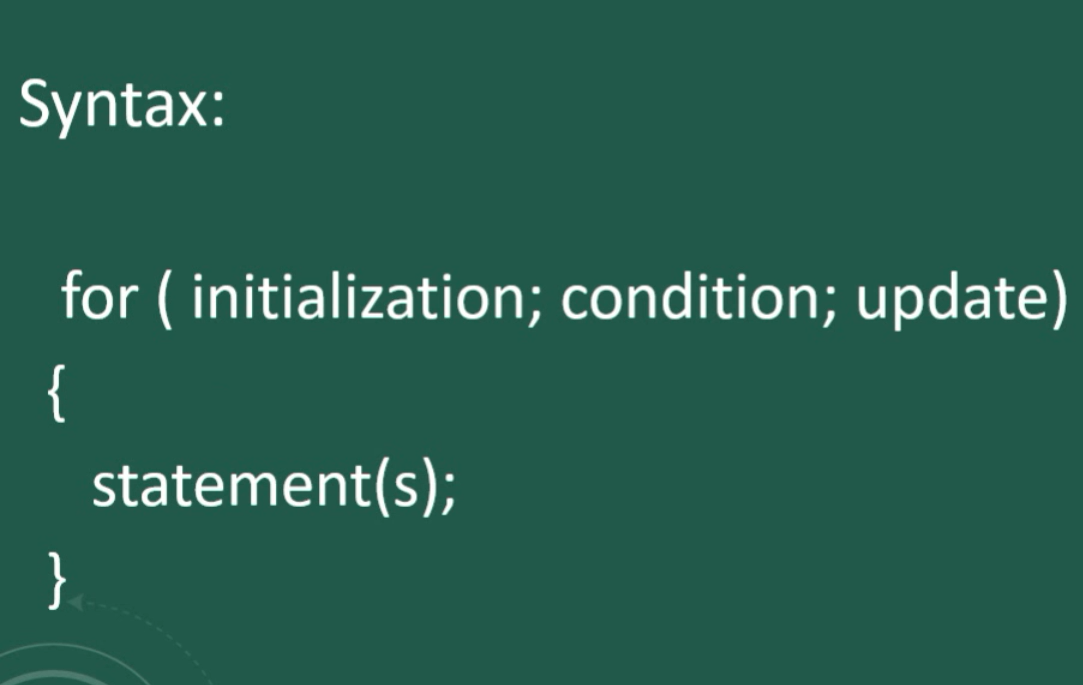 Syntax:
for ( initialization; condition; update)
{
statement(s);
}